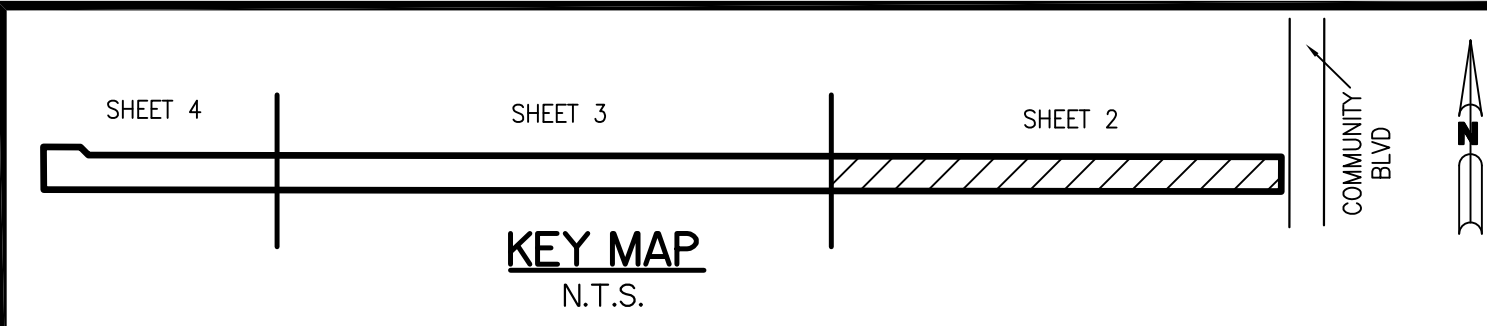 SHEET 4
SHEET 3
SHEET 2
COMMUNITY
BLVD
N
KEY MAP
N.T.S.